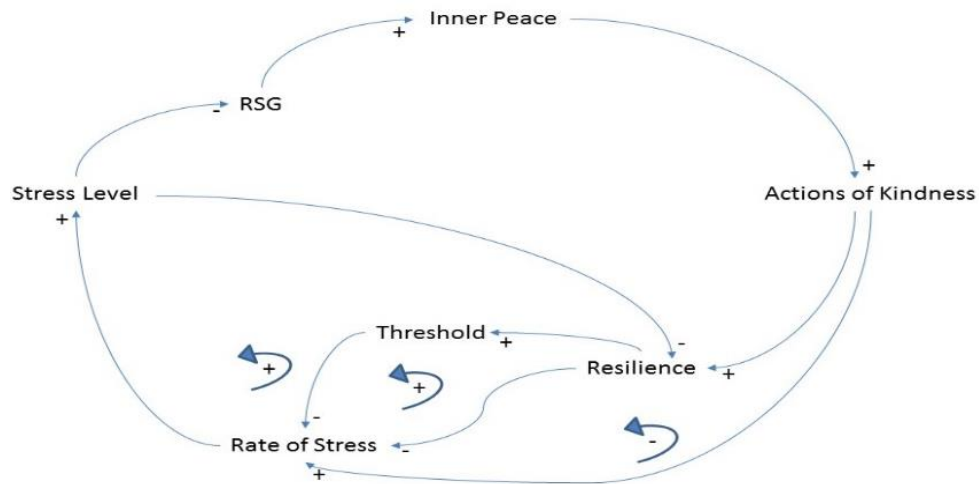 Inner Peace
+
RSG
-
Stress Level
+
+
Actions of Kindness
Threshold
+
-
Resilience
+
+
+
-
Rate of Stress
-
-
+